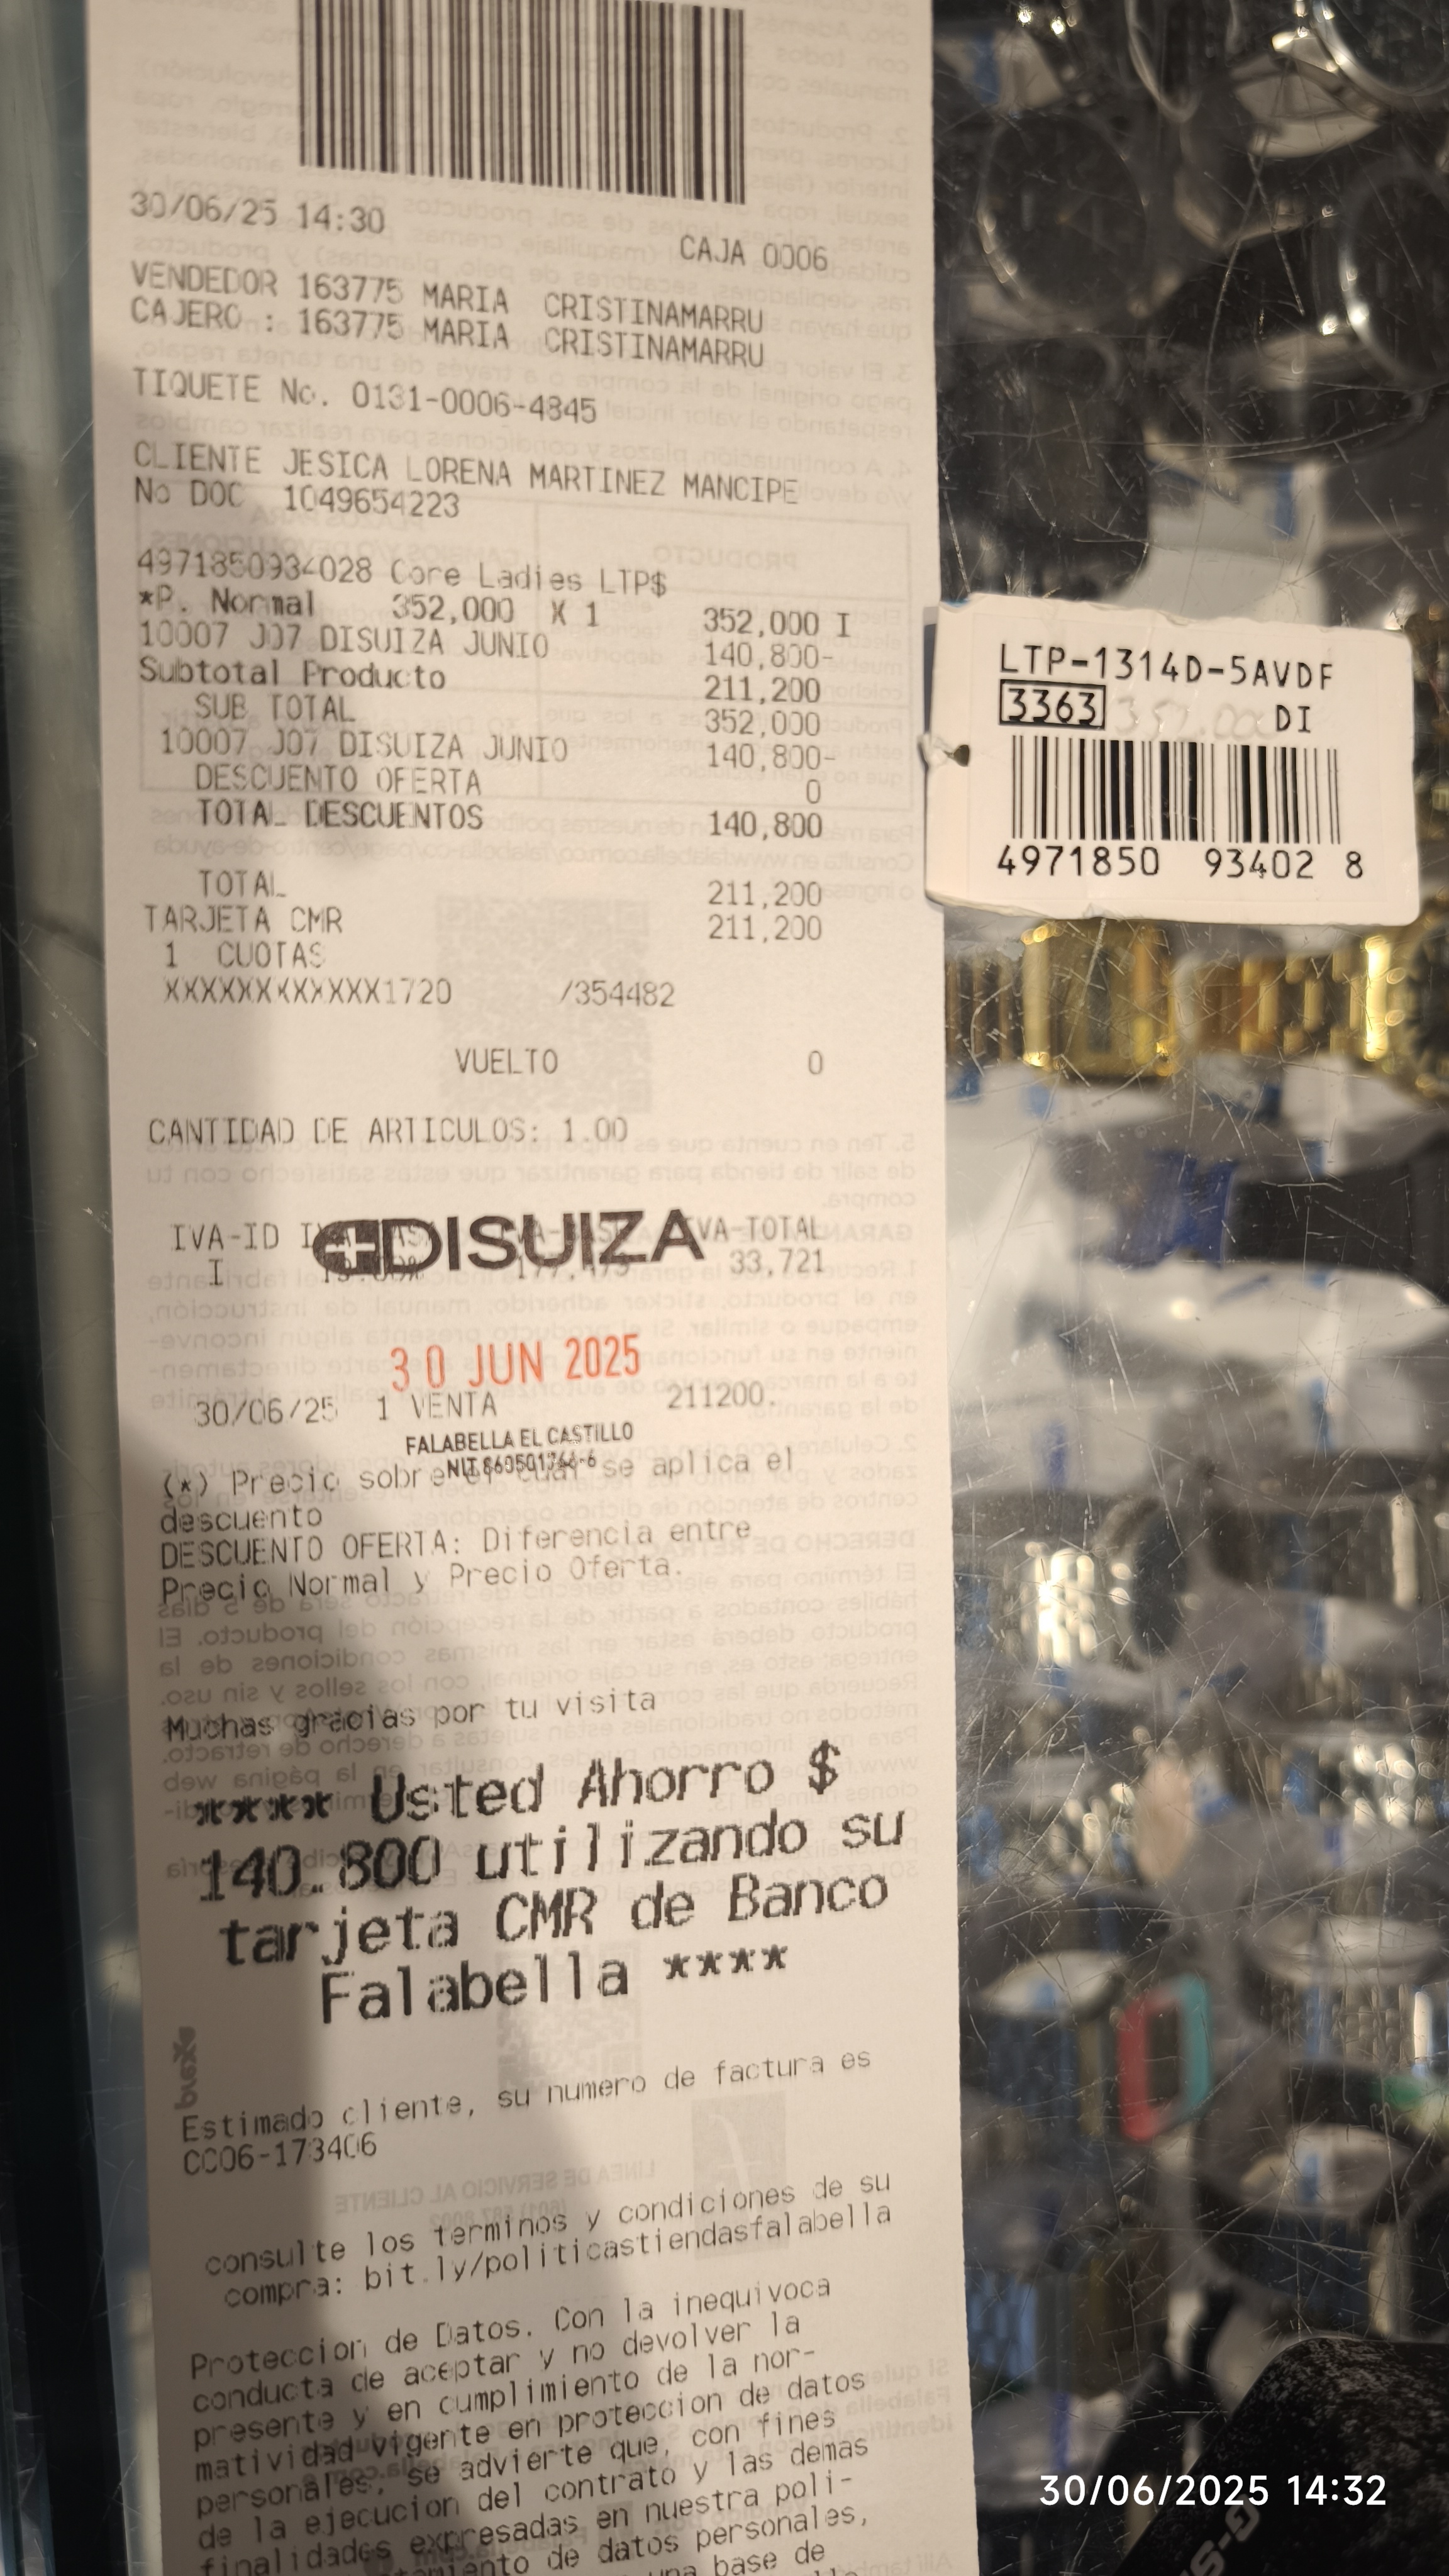 30/06/25 14:30
CAJA 0006
VENDEDOR 163775 MARIA CRISTINAMARRU
CAJERO : 163775 MARIA CRISTINAMARRU
TIQUETE No. 0131-0006-4845
CLIENTE JESICA LORENA MARTINEZ MANCIPE
No DOC 1049654223
4971850934028 Core Ladies LTP$
*P. Normal 352,000 X 1 352,000 I
10007 J07 DISUIZA JUNIO 140,800-
Subtotal Producto 211,200
SUB TOTAL 352,000
10007 J07 DISUIZA JUNIO 140,800-
DESCUENTO OFERTA 0
TOTAL DESCUENTOS 140,800
TOTAL 211,200
TARJETA CMR 211,200
1 CUOTAS
XXXXXXXXXXXX1720 /354482
VUELTO 0
CANTIDAD DE ARTICULOS: 1.00
IVA-ID IVA-TOTAL
I 33,721
DISUIZA
30 JUN 2025
30/06/25 1 VENTA 211200.
FALABELLA EL CASTILLO
NIT.
(*) Precio sobre el cual se aplica el
descuento
DESCUENTO OFERTA: Diferencia entre
Precio Normal y Precio Oferta.
Muchas gracias por tu visita
**** Usted Ahorro $
140.800 utilizando su
tarjeta CMR de Banco
Falabella ****
Estimado cliente, su numero de factura es
CC06-173406
consulte los terminos y condiciones de su
compra: bit.ly/politicastiendasfalabella
Proteccion de Datos. Con la inequivoca
conducta de aceptar y no devolver la
presente y en cumplimiento de la nor-
matividad vigente en proteccion de datos
personales, se advierte que, con fines
de la ejecucion del contrato y las demas
finalidades expresadas en nuestra poli-
de datos personales,
una base de
LTP-1314D-5AVDF
3363 352.000 DI
4971850 93402 8
30/06/2025 14:32